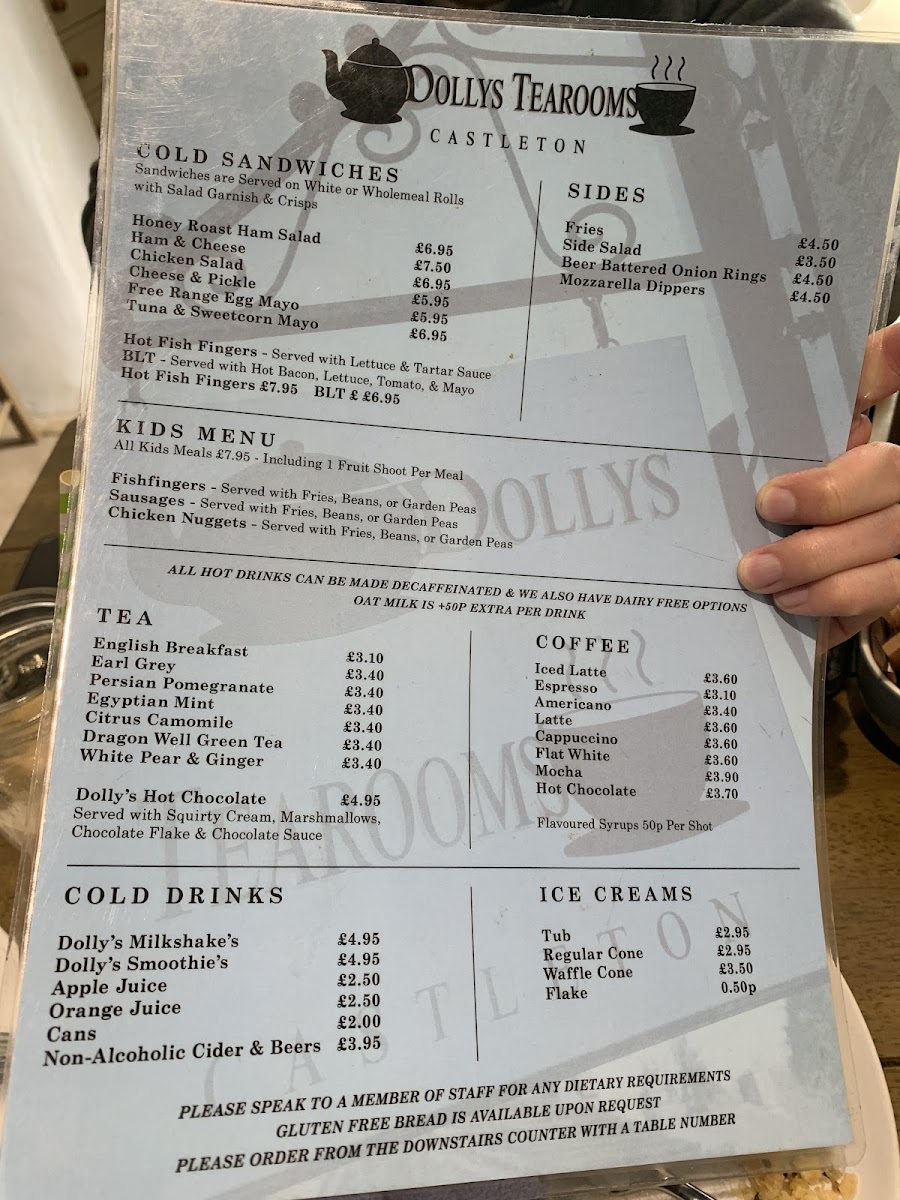 DOLLYS TEAROOMS
CASTLETON
COLD SANDWICHES
Sandwiches are Served on White or Wholemeal Rolls
with Salad Garnish & Crisps
Honey Roast Ham Salad £6.95
Ham & Cheese £7.50
Chicken Salad £6.95
Cheese & Pickle £5.95
Free Range Egg Mayo £5.95
Tuna & Sweetcorn Mayo £6.95
Hot Fish Fingers - Served with Lettuce & Tartar Sauce
BLT - Served with Hot Bacon, Lettuce, Tomato, & Mayo
Hot Fish Fingers £7.95 BLT £ £6.95
SIDES
Fries £4.50
Side Salad £3.50
Beer Battered Onion Rings £4.50
Mozzarella Dippers £4.50
KIDS MENU
All Kids Meals £7.95 - Including 1 Fruit Shoot Per Meal
Fishfingers - Served with Fries, Beans, or Garden Peas
Sausages - Served with Fries, Beans, or Garden Peas
Chicken Nuggets - Served with Fries, Beans, or Garden Peas
DOLLYS
ALL HOT DRINKS CAN BE MADE DECAFFEINATED & WE ALSO HAVE DAIRY FREE OPTIONS
OAT MILK IS +50P EXTRA PER DRINK
TEA
English Breakfast £3.10
Earl Grey £3.40
Persian Pomegranate £3.40
Egyptian Mint £3.40
Citrus Camomile £3.40
Dragon Well Green Tea £3.40
White Pear & Ginger £3.40
Dolly's Hot Chocolate £4.95
Served with Squirty Cream, Marshmallows,
Chocolate Flake & Chocolate Sauce
COFFEE
Iced Latte £3.60
Espresso £3.10
Americano £3.40
Latte £3.60
Cappuccino £3.60
Flat White £3.60
Mocha £3.90
Hot Chocolate £3.70
Flavoured Syrups 50p Per Shot
TEAROOMS
COLD DRINKS
Dolly's Milkshake's £4.95
Dolly's Smoothie's £4.95
Apple Juice £2.50
Orange Juice £2.50
Cans £2.00
Non-Alcoholic Cider & Beers £3.95
ICE CREAMS
Tub £2.95
Regular Cone £2.95
Waffle Cone £3.50
Flake 0.50p
CASTLETON
PLEASE SPEAK TO A MEMBER OF STAFF FOR ANY DIETARY REQUIREMENTS
GLUTEN FREE BREAD IS AVAILABLE UPON REQUEST
PLEASE ORDER FROM THE DOWNSTAIRS COUNTER WITH A TABLE NUMBER